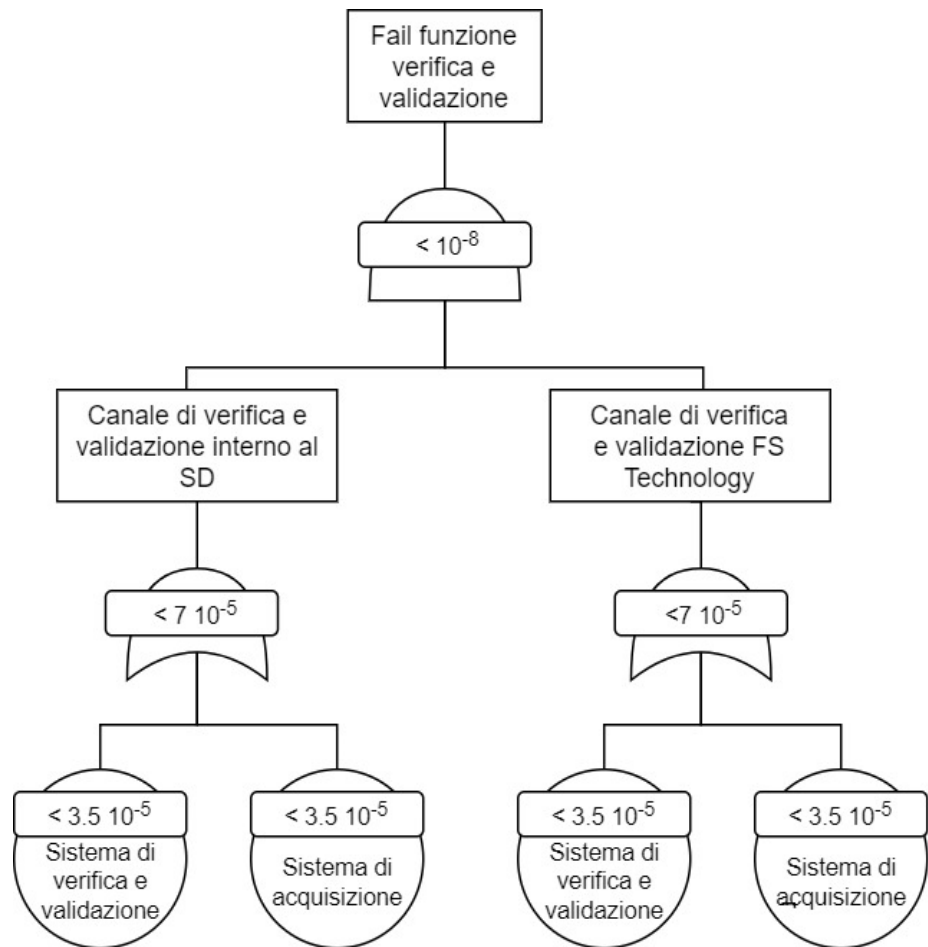 Fail funzione
verifica e
validazione
< 10⁻⁸
Canale di verifica e
validazione interno al
SD
Canale di verifica
e validazione FS
Technology
< 7 10⁻⁵
<7 10⁻⁵
< 3.5 10⁻⁵
Sistema di
verifica e
validazione
< 3.5 10⁻⁵
Sistema di
acquisizione
< 3.5 10⁻⁵
Sistema di
verifica e
validazione
< 3.5 10⁻⁵
Sistema di
acquisizione